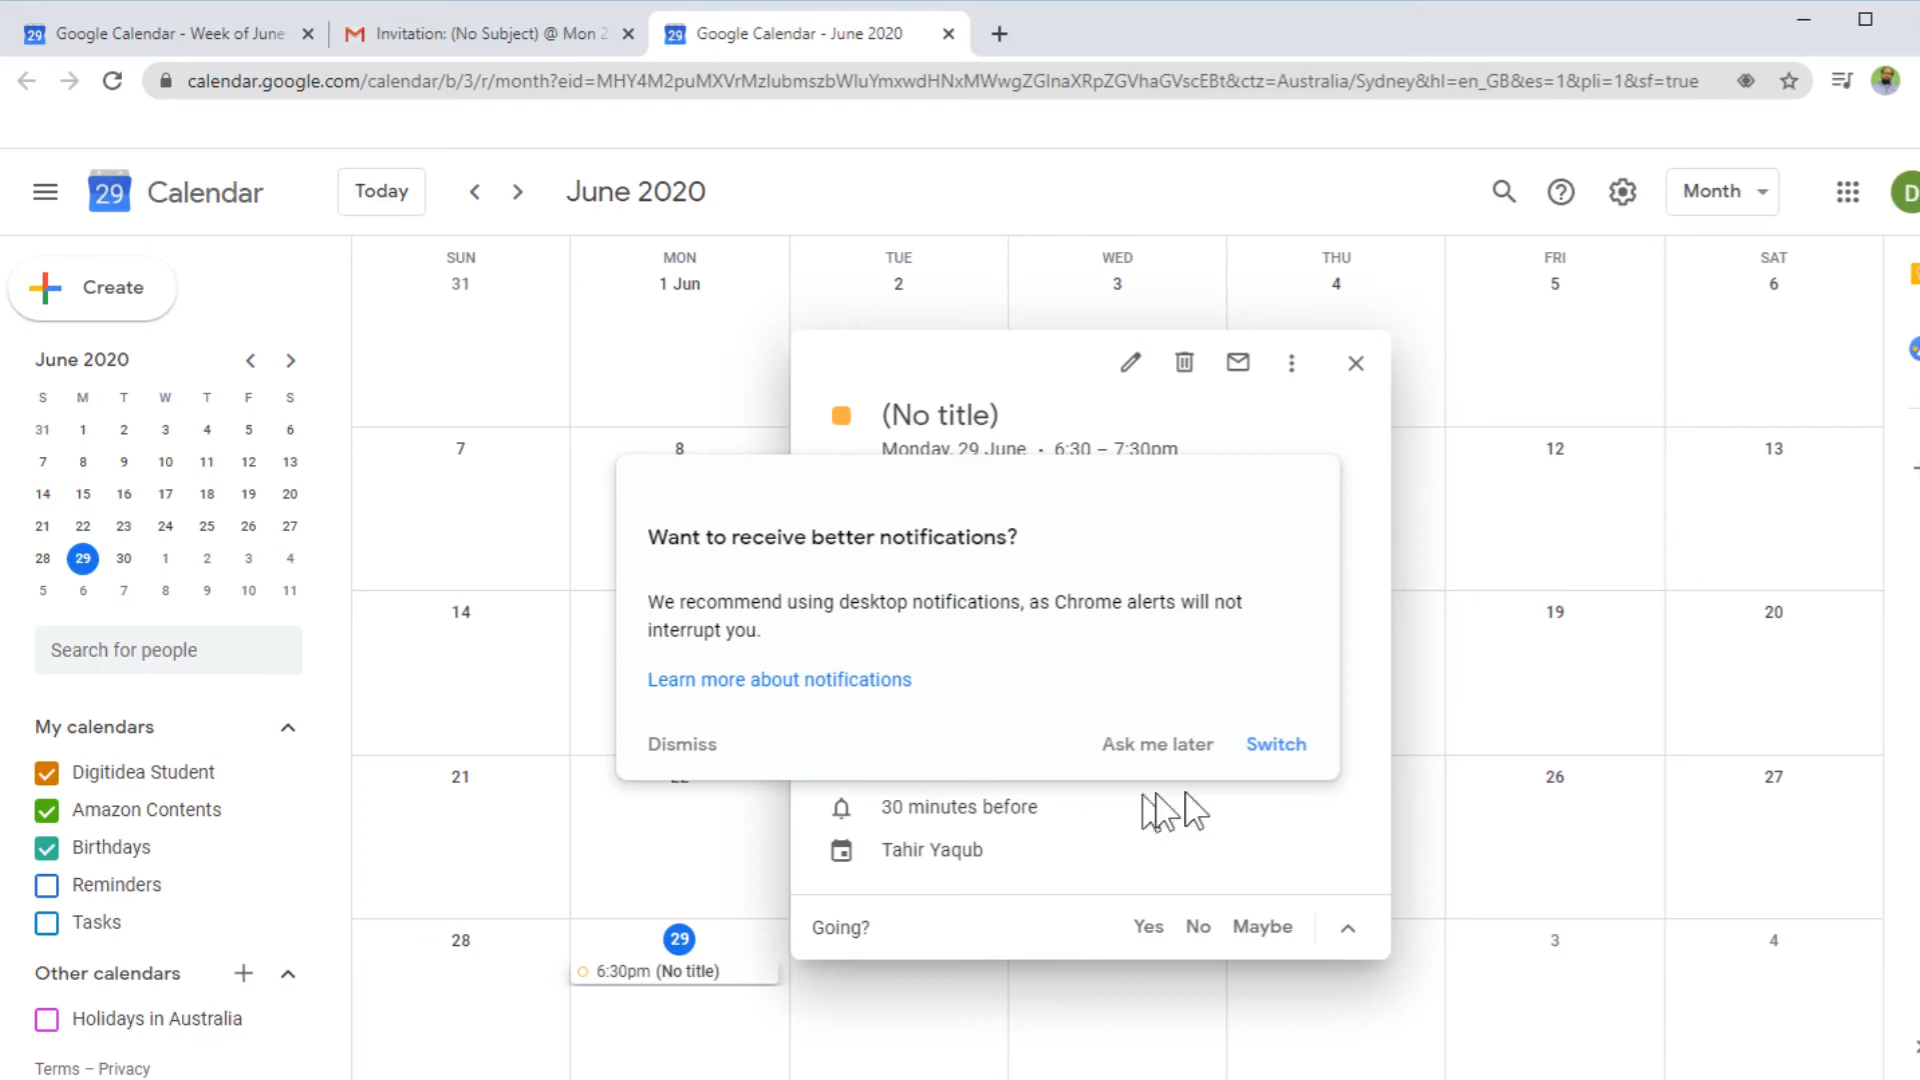 Google Calendar - Week of June
Invitation: (No Subject) @ Mon 2
Google Calendar - June 2020
calendar.google.com/calendar/b/3/r/month?eid=MHY4M2puMXVrMzlubmszbWluYmxwdHNxMWwgZGlnaXRpZGVhaGVscEBt&ctz=Australia/Sydney&hl=en_GB&es=1&pli=1&sf=true
29 Calendar Today June 2020 Month D
Create
June 2020
S M T W T F S
31 1 2 3 4 5 6
7 8 9 10 11 12 13
14 15 16 17 18 19 20
21 22 23 24 25 26 27
28 29 30 1 2 3 4
5 6 7 8 9 10 11
Search for people
My calendars
Digitidea Student
Amazon Contents
Birthdays
Reminders
Tasks
Other calendars
Holidays in Australia
Terms – Privacy
SUN MON TUE WED THU FRI SAT
31 1 Jun 2 3 4 5 6
7 8 12 13
14 19 20
21 22 26 27
28 29 3 4
6:30pm (No title)
(No title)
Monday, 29 June · 6:30 – 7:30pm
Want to receive better notifications?
We recommend using desktop notifications, as Chrome alerts will not
interrupt you.
Learn more about notifications
Dismiss Ask me later Switch
30 minutes before
Tahir Yaqub
Going? Yes No Maybe